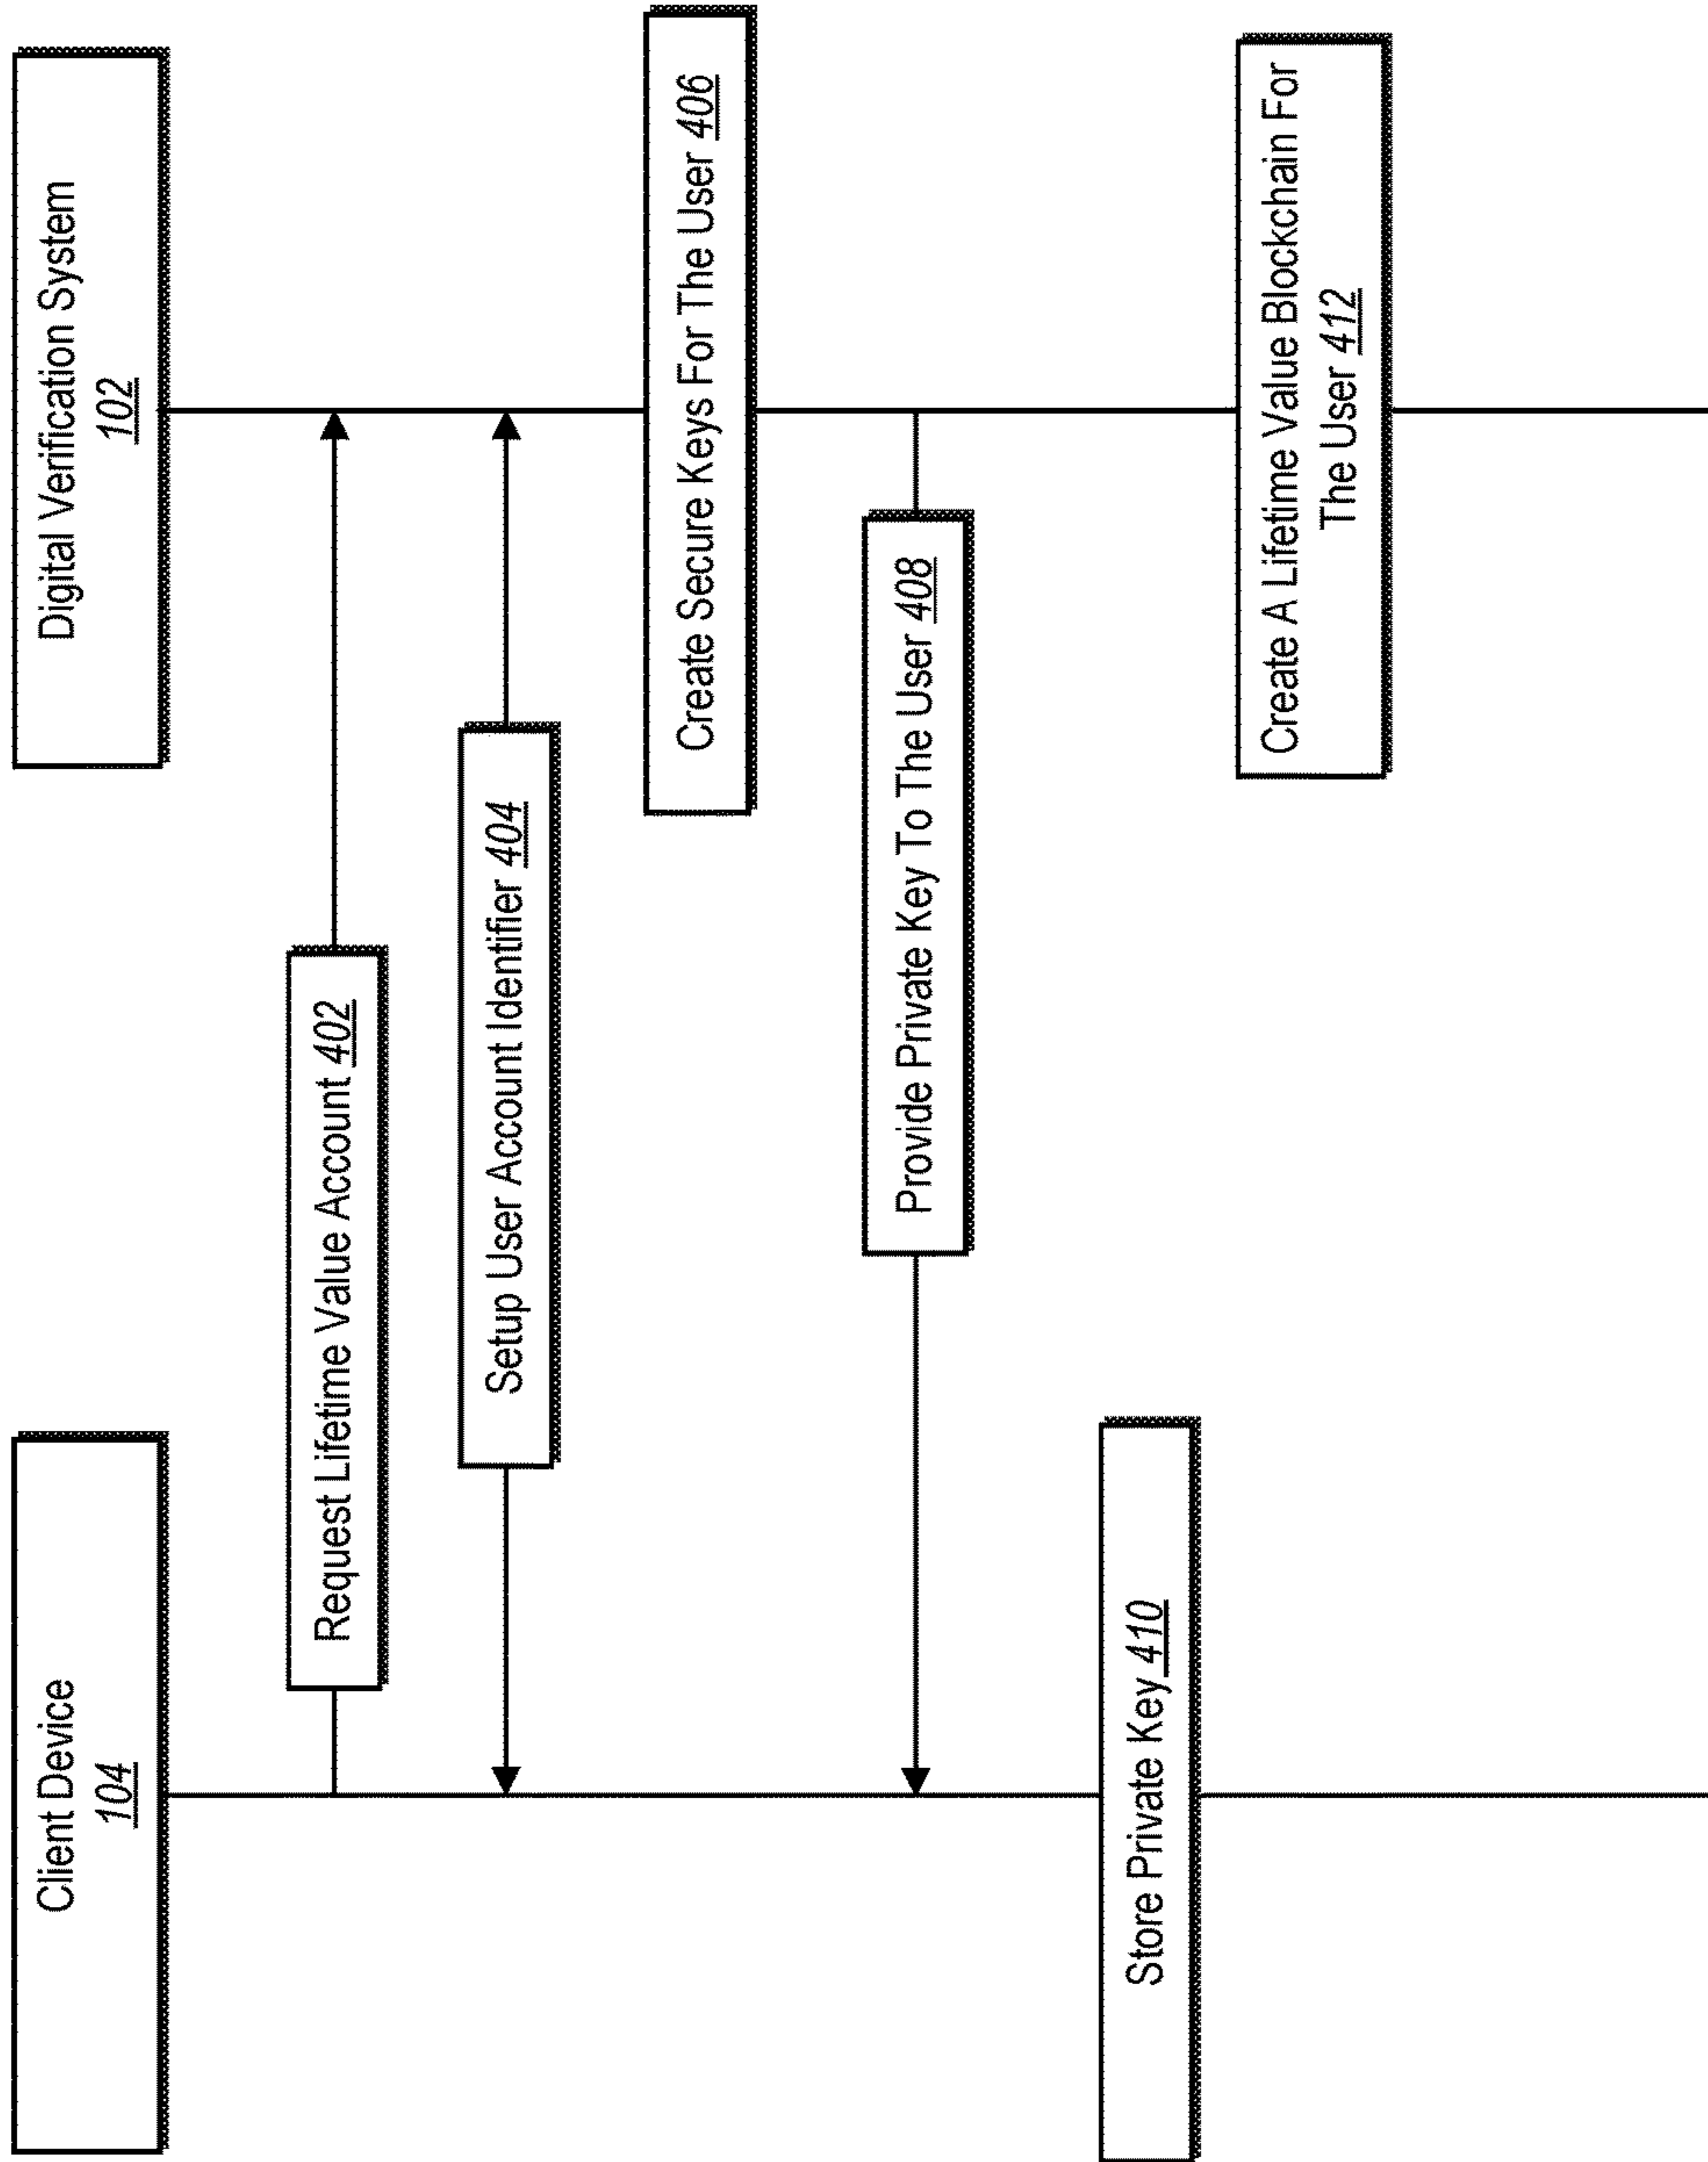 Client Device
104
Digital Verification System
102
Request Lifetime Value Account 402
Setup User Account Identifier 404
Create Secure Keys For The User 406
Provide Private Key To The User 408
Store Private Key 410
Create A Lifetime Value Blockchain For
The User 412